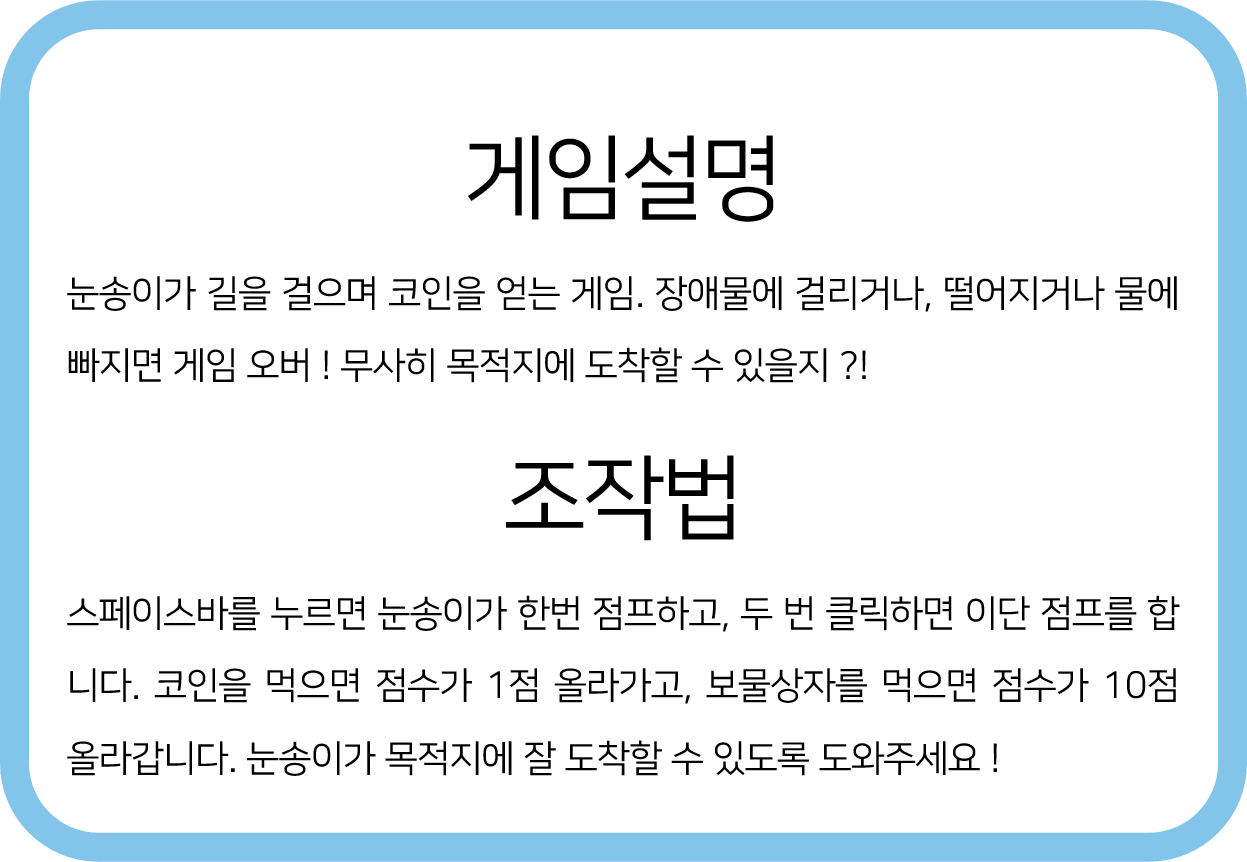 게임설명
눈송이가 길을 걸으며 코인을 얻는 게임. 장애물에 걸리거나, 떨어지거나 물에
빠지면 게임 오버 ! 무사히 목적지에 도착할 수 있을지 ?!
조작법
스페이스바를 누르면 눈송이가 한번 점프하고, 두 번 클릭하면 이단 점프를 합
니다. 코인을 먹으면 점수가 1점 올라가고, 보물상자를 먹으면 점수가 10점
올라갑니다. 눈송이가 목적지에 잘 도착할 수 있도록 도와주세요 !